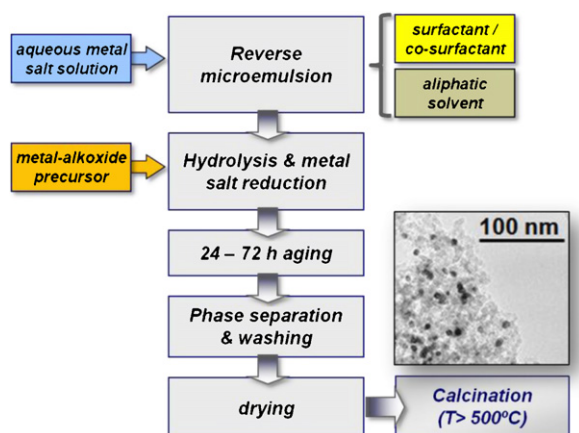 aqueous metal
salt solution
Reverse
microemulsion
surfactant /
co-surfactant
aliphatic
solvent
metal-alkoxide
precursor
Hydrolysis & metal
salt reduction
24 – 72 h aging
100 nm
Phase separation
& washing
drying
Calcination
(T> 500ºC)